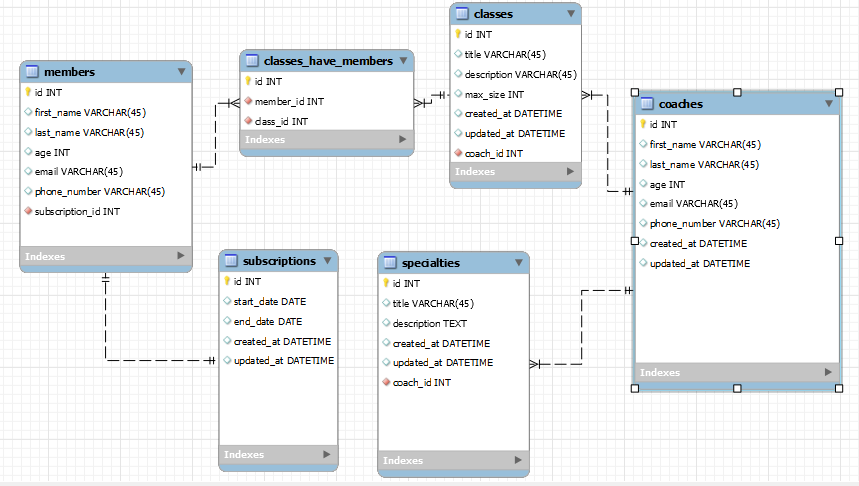 members
id INT
first_name VARCHAR(45)
last_name VARCHAR(45)
age INT
email VARCHAR(45)
phone_number VARCHAR(45)
subscription_id INT
Indexes
classes_have_members
id INT
member_id INT
class_id INT
Indexes
classes
id INT
title VARCHAR(45)
description VARCHAR(45)
max_size INT
created_at DATETIME
updated_at DATETIME
coach_id INT
Indexes
coaches
id INT
first_name VARCHAR(45)
last_name VARCHAR(45)
age INT
email VARCHAR(45)
phone_number VARCHAR(45)
created_at DATETIME
updated_at DATETIME
Indexes
subscriptions
id INT
start_date DATE
end_date DATE
created_at DATETIME
updated_at DATETIME
Indexes
specialties
id INT
title VARCHAR(45)
description TEXT
created_at DATETIME
updated_at DATETIME
coach_id INT
Indexes